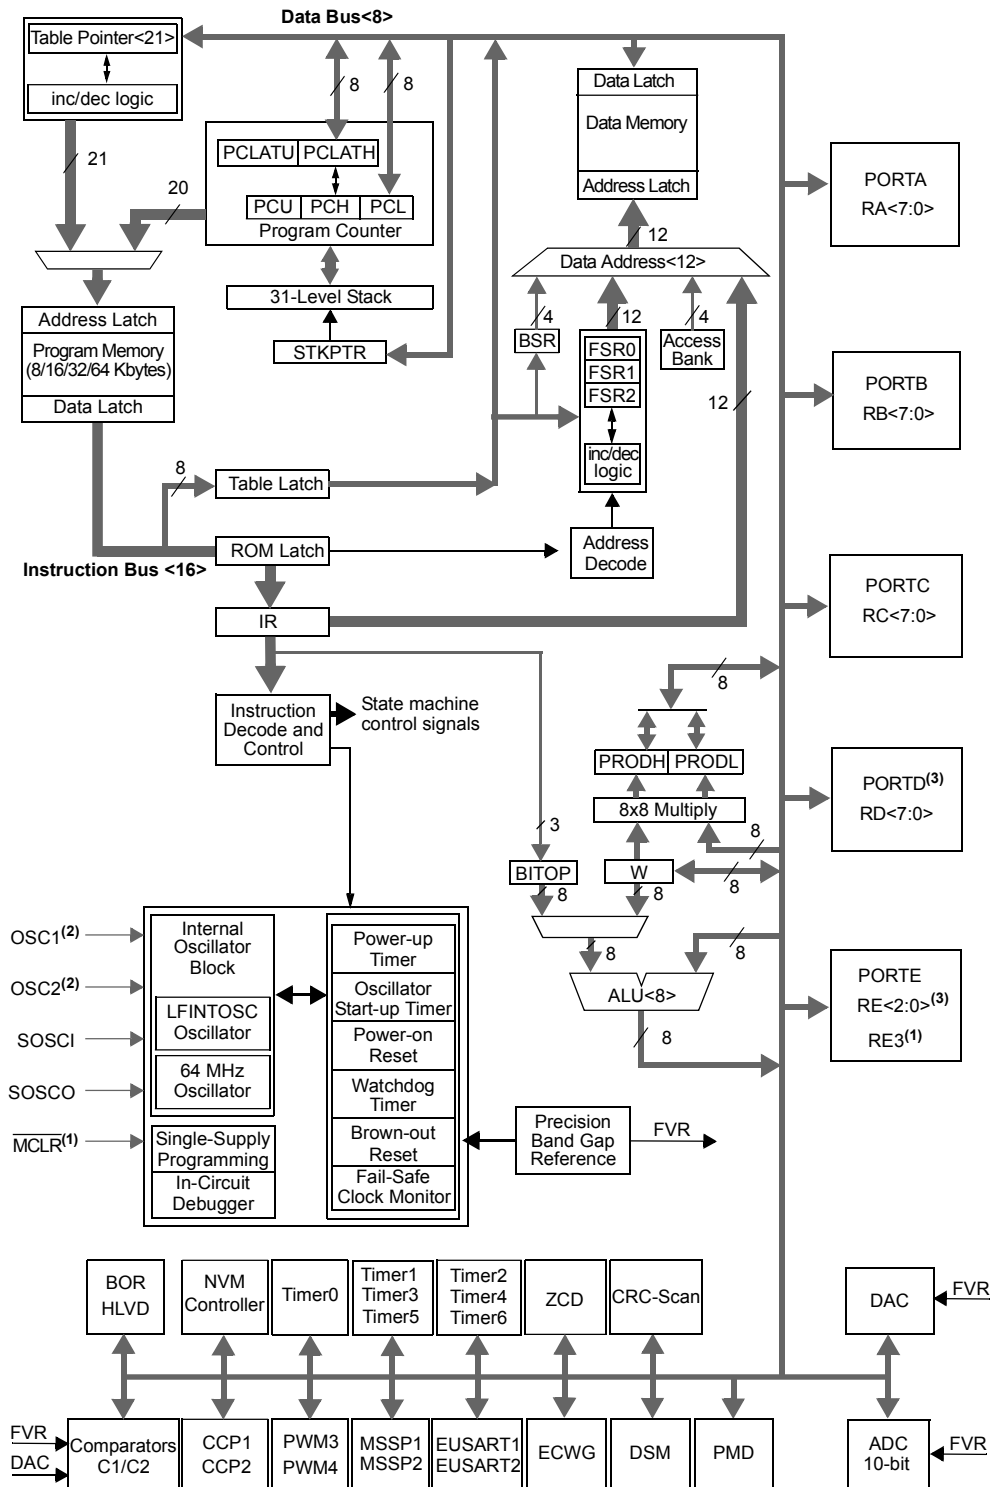 Data Bus<8>
Table Pointer<21>
inc/dec logic
21
20
8
8
PCLATU PCLATH
PCU PCH PCL
Program Counter
31-Level Stack
STKPTR
Address Latch
Program Memory
(8/16/32/64 Kbytes)
Data Latch
8
Table Latch
ROM Latch
Instruction Bus <16>
IR
Instruction
Decode and
Control
State machine
control signals
Data Latch
Data Memory
Address Latch
12
Data Address<12>
4
12
4
BSR
FSR0
FSR1
FSR2
inc/dec
logic
Access
Bank
12
Address
Decode
PORTA
RA<7:0>
PORTB
RB<7:0>
PORTC
RC<7:0>
PORTD(3)
RD<7:0>
PORTE
RE<2:0>(3)
RE3(1)
8
PRODH PRODL
8x8 Multiply
3
8
BITOP
W
8
8
8
8
8
ALU<8>
8
OSC1(2)
OSC2(2)
SOSCI
SOSCO
MCLR(1)
Internal
Oscillator
Block
LFINTOSC
Oscillator
64 MHz
Oscillator
Single-Supply
Programming
In-Circuit
Debugger
Power-up
Timer
Oscillator
Start-up Timer
Power-on
Reset
Watchdog
Timer
Brown-out
Reset
Fail-Safe
Clock Monitor
Precision
Band Gap
Reference
FVR
BOR
HLVD
NVM
Controller
Timer0
Timer1
Timer3
Timer5
Timer2
Timer4
Timer6
ZCD
CRC-Scan
DAC
FVR
FVR
DAC
Comparators
C1/C2
CCP1
CCP2
PWM3
PWM4
MSSP1
MSSP2
EUSART1
EUSART2
ECWG
DSM
PMD
ADC
10-bit
FVR